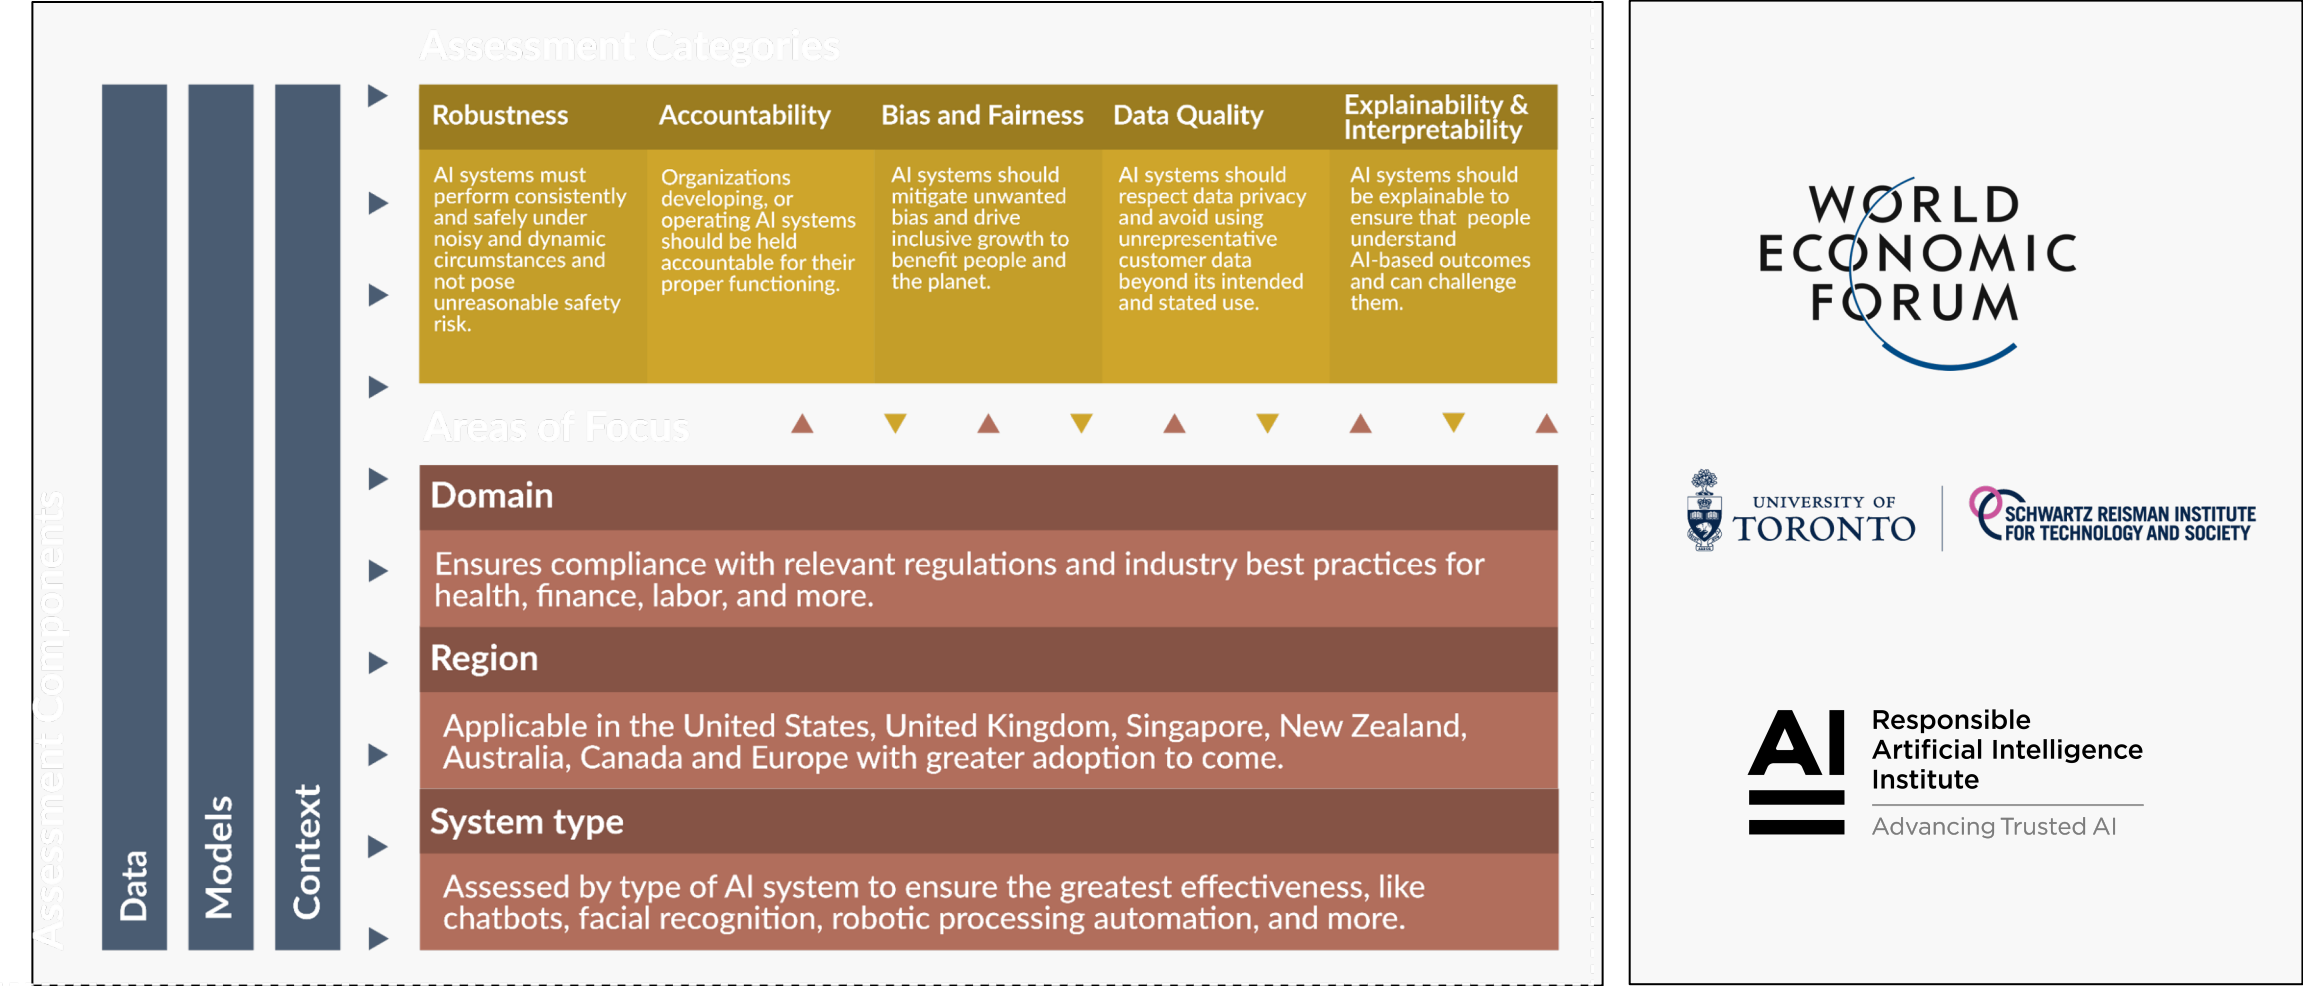 Assessment Categories
Robustness
AI systems must
perform consistently
and safely under
noisy and dynamic
circumstances and
not pose
unreasonable safety
risk.
Accountability
Organizations
developing, or
operating AI systems
should be held
accountable for their
proper functioning.
Bias and Fairness
AI systems should
mitigate unwanted
bias and drive
inclusive growth to
benefit people and
the planet.
Data Quality
AI systems should
respect data privacy
and avoid using
unrepresentative
customer data
beyond its intended
and stated use.
Explainability &
Interpretability
AI systems should
be explainable to
ensure that people
understand
AI-based outcomes
and can challenge
them.
Areas of Focus
Domain
Ensures compliance with relevant regulations and industry best practices for
health, finance, labor, and more.
Region
Applicable in the United States, United Kingdom, Singapore, New Zealand,
Australia, Canada and Europe with greater adoption to come.
System type
Assessed by type of AI system to ensure the greatest effectiveness, like
chatbots, facial recognition, robotic processing automation, and more.
Assessment Components
Data
Models
Context
WORLD
ECONOMIC
FORUM
UNIVERSITY OF
TORONTO
SCHWARTZ REISMAN INSTITUTE
FOR TECHNOLOGY AND SOCIETY
AI
Responsible
Artificial Intelligence
Institute
Advancing Trusted AI